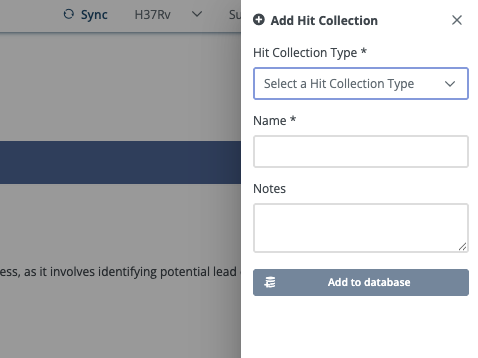 Sync H37Rv Su
Add Hit Collection
Hit Collection Type *
Select a Hit Collection Type
Name *
Notes
ess, as it involves identifying potential lead
Add to database